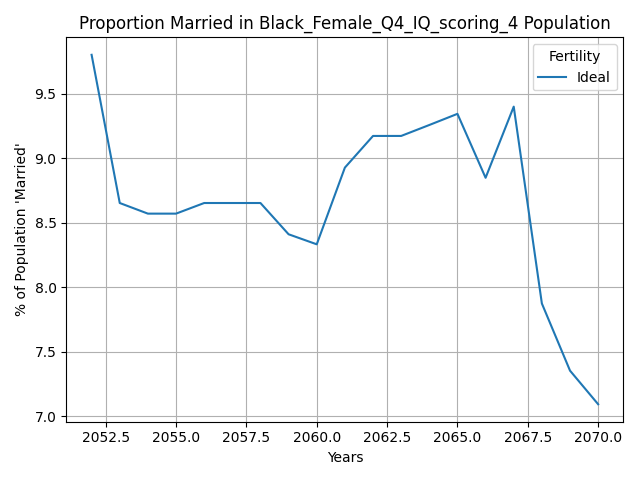 Proportion Married in Black_Female_Q4_IQ_scoring_4 Population
Fertility
Ideal
% of Population 'Married'
9.5
9.0
8.5
8.0
7.5
7.0
2052.5 2055.0 2057.5 2060.0 2062.5 2065.0 2067.5 2070.0
Years